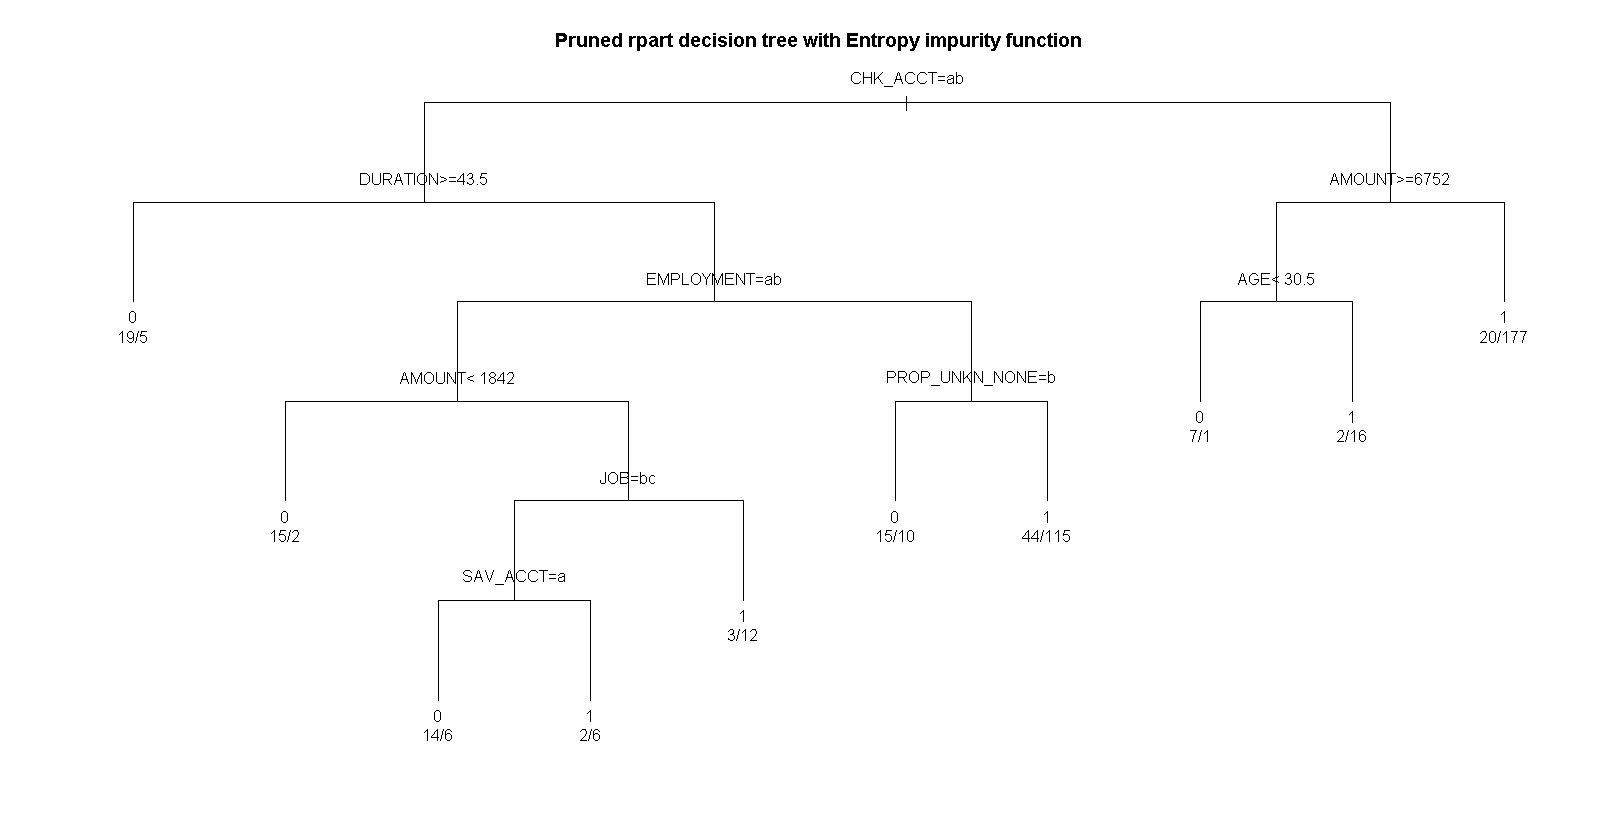 Pruned rpart decision tree with Entropy impurity function
CHK_ACCT=ab
DURATION>=43.5
AMOUNT>=6752
EMPLOYMENT=ab
AGE< 30.5
0
19/5
1
20/177
AMOUNT< 1842
PROP_UNKN_NONE=b
0
7/1
1
2/16
JOB=bc
0
15/2
0
15/10
1
44/115
SAV_ACCT=a
1
3/12
0
14/6
1
2/6